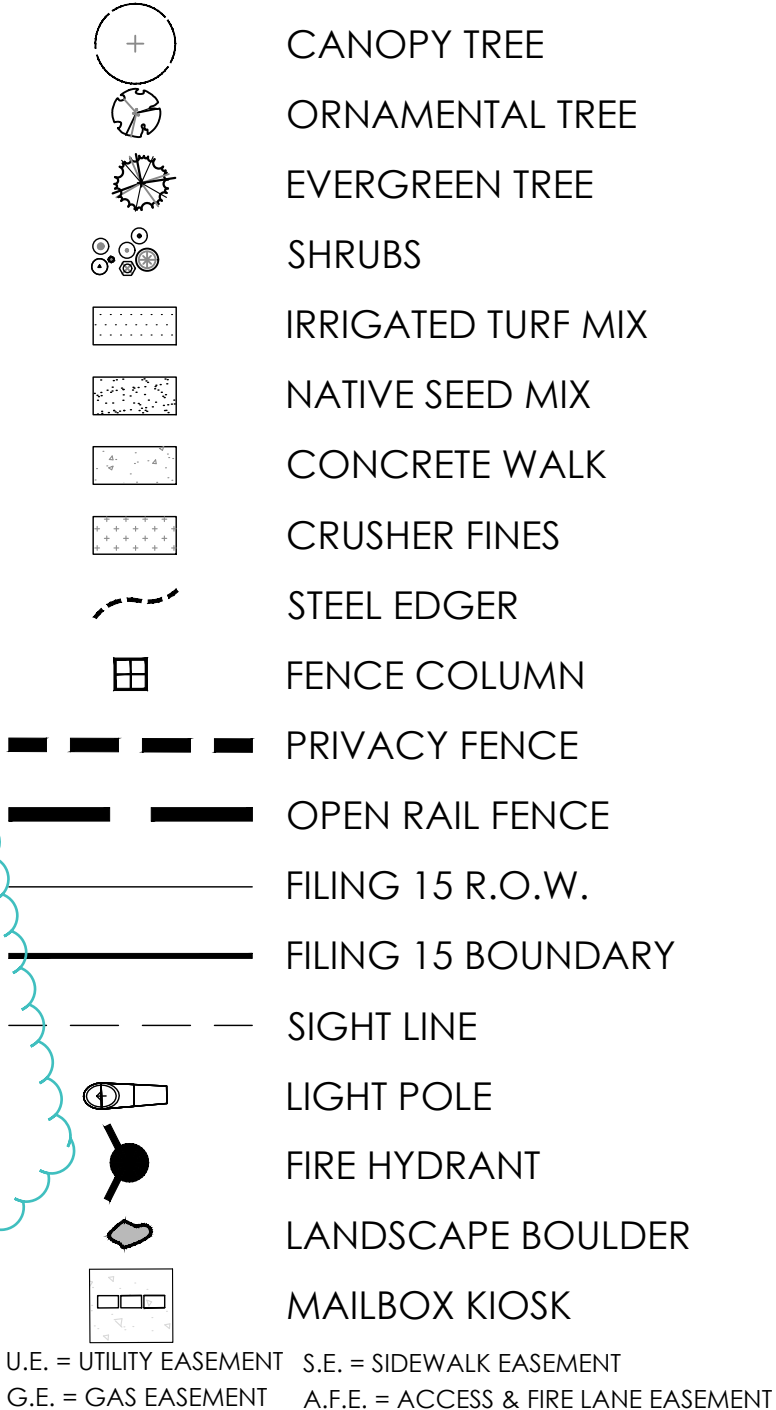 CANOPY TREE
ORNAMENTAL TREE
EVERGREEN TREE
SHRUBS
IRRIGATED TURF MIX
NATIVE SEED MIX
CONCRETE WALK
CRUSHER FINES
STEEL EDGER
FENCE COLUMN
PRIVACY FENCE
OPEN RAIL FENCE
FILING 15 R.O.W.
FILING 15 BOUNDARY
SIGHT LINE
LIGHT POLE
FIRE HYDRANT
LANDSCAPE BOULDER
MAILBOX KIOSK
U.E. = UTILITY EASEMENT S.E. = SIDEWALK EASEMENT
G.E. = GAS EASEMENT A.F.E. = ACCESS & FIRE LANE EASEMENT